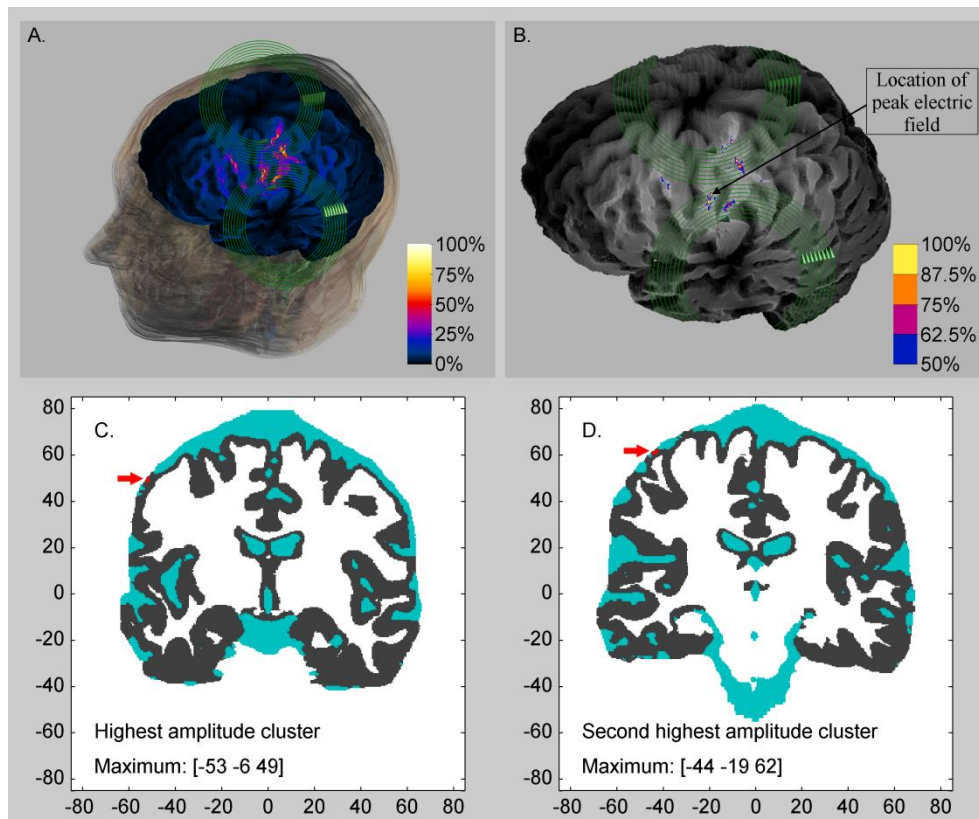 A.
100%
75%
50%
25%
0%
B.
Location of
peak electric
field
100%
87.5%
75%
62.5%
50%
C.
80
60
40
20
0
-20
-40
-60
-80
Highest amplitude cluster
Maximum: [-53 -6 49]
-80 -60 -40 -20 0 20 40 60 80
D.
80
60
40
20
0
-20
-40
-60
-80
Second highest amplitude cluster
Maximum: [-44 -19 62]
-80 -60 -40 -20 0 20 40 60 80